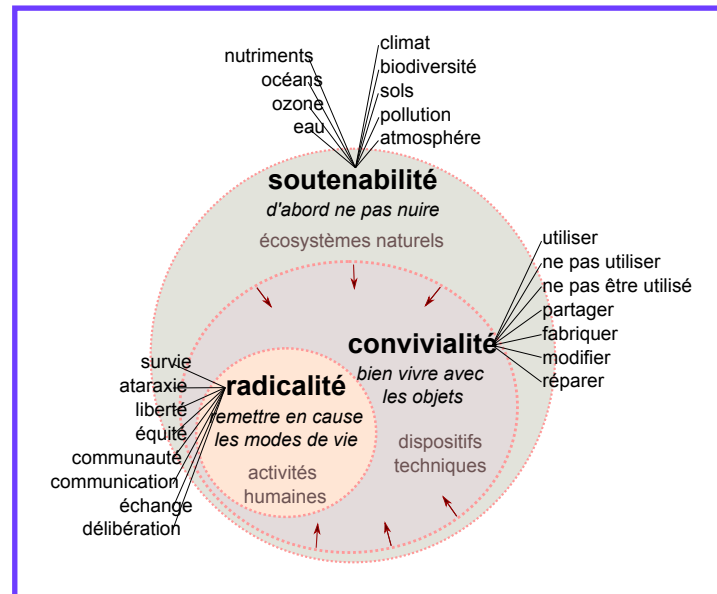 nutriments
océans
ozone
eau
climat
biodiversité
sols
pollution
atmosphére
soutenabilité
d'abord ne pas nuire
écosystèmes naturels
utiliser
ne pas utiliser
ne pas être utilisé
partager
fabriquer
modifier
réparer
convivialité
bien vivre avec
les objets
dispositifs
techniques
survie
ataraxie
liberté
équité
communauté
communication
échange
délibération
radicalité
remettre en cause
les modes de vie
activités
humaines